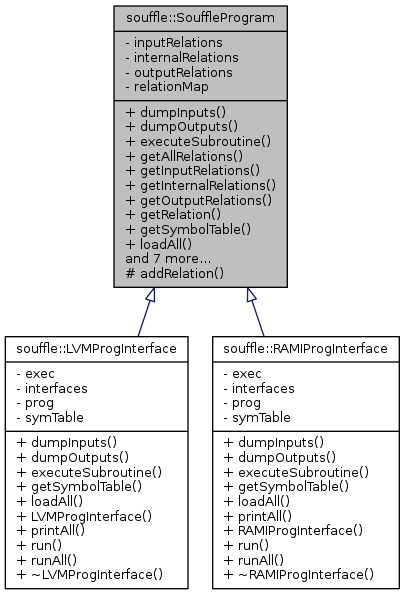 souffle::SouffleProgram
- inputRelations
- internalRelations
- outputRelations
- relationMap
+ dumpInputs()
+ dumpOutputs()
+ executeSubroutine()
+ getAllRelations()
+ getInputRelations()
+ getInternalRelations()
+ getOutputRelations()
+ getRelation()
+ getSymbolTable()
+ loadAll()
and 7 more...
# addRelation()
souffle::LVMProgInterface
- exec
- interfaces
- prog
- symTable
+ dumpInputs()
+ dumpOutputs()
+ executeSubroutine()
+ getSymbolTable()
+ loadAll()
+ LVMProgInterface()
+ printAll()
+ run()
+ runAll()
+ ~LVMProgInterface()
souffle::RAMIProgInterface
- exec
- interfaces
- prog
- symTable
+ dumpInputs()
+ dumpOutputs()
+ executeSubroutine()
+ getSymbolTable()
+ loadAll()
+ printAll()
+ RAMIProgInterface()
+ run()
+ runAll()
+ ~RAMIProgInterface()